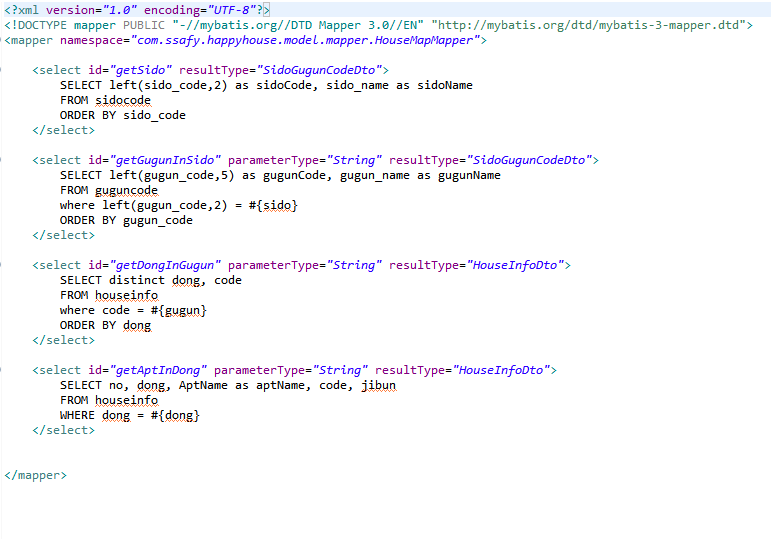 <?xml version="1.0" encoding="UTF-8"?>
<!DOCTYPE mapper PUBLIC "-//mybatis.org//DTD Mapper 3.0//EN" "http://mybatis.org/dtd/mybatis-3-mapper.dtd">
<mapper namespace="com.ssafy.happyhouse.model.mapper.HouseMapMapper">
<select id="getSido" resultType="SidoGugunCodeDto">
SELECT left(sido_code,2) as sidoCode, sido_name as sidoName
FROM sidocode
ORDER BY sido_code
</select>
<select id="getGugunInSido" parameterType="String" resultType="SidoGugunCodeDto">
SELECT left(gugun_code,5) as gugunCode, gugun_name as gugunName
FROM guguncode
where left(gugun_code,2) = #{sido}
ORDER BY gugun_code
</select>
<select id="getDongInGugun" parameterType="String" resultType="HouseInfoDto">
SELECT distinct dong, code
FROM houseinfo
where code = #{gugun}
ORDER BY dong
</select>
<select id="getAptInDong" parameterType="String" resultType="HouseInfoDto">
SELECT no, dong, AptName as aptName, code, jibun
FROM houseinfo
WHERE dong = #{dong}
</select>
</mapper>